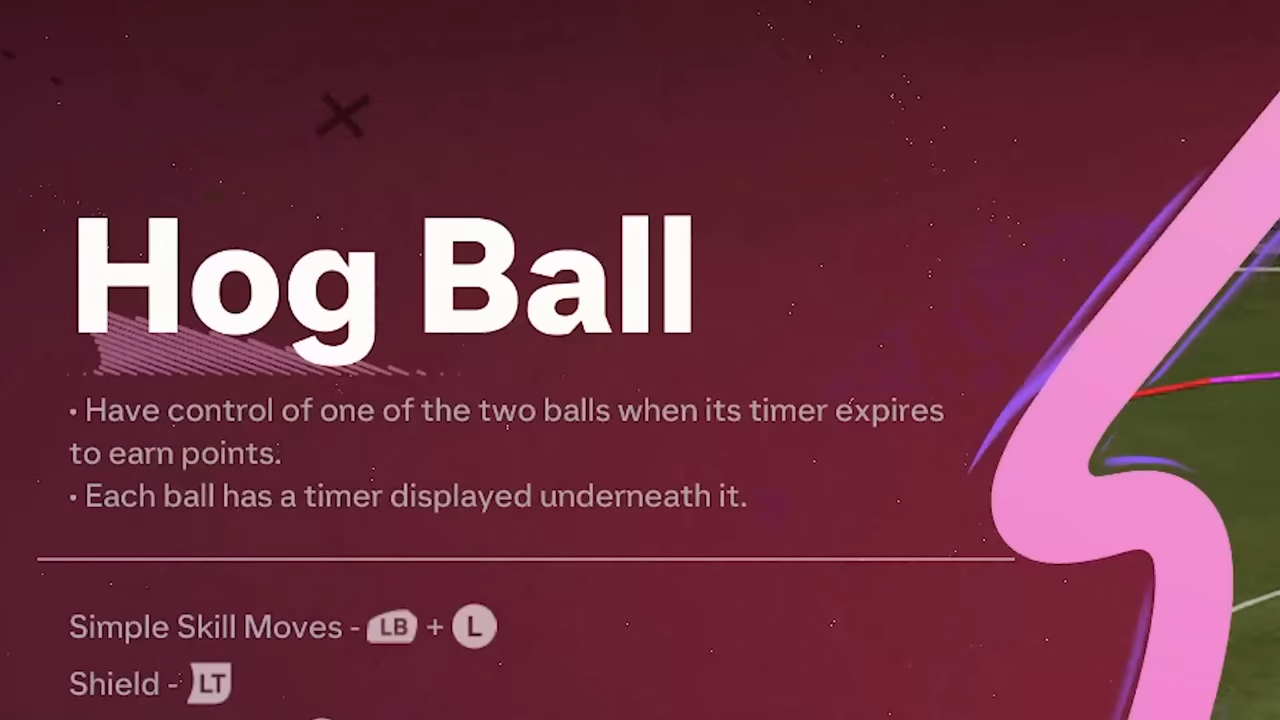 Hog Ball
• Have control of one of the two balls when its timer expires
to earn points.
• Each ball has a timer displayed underneath it.
Simple Skill Moves - LB + L
Shield - LT